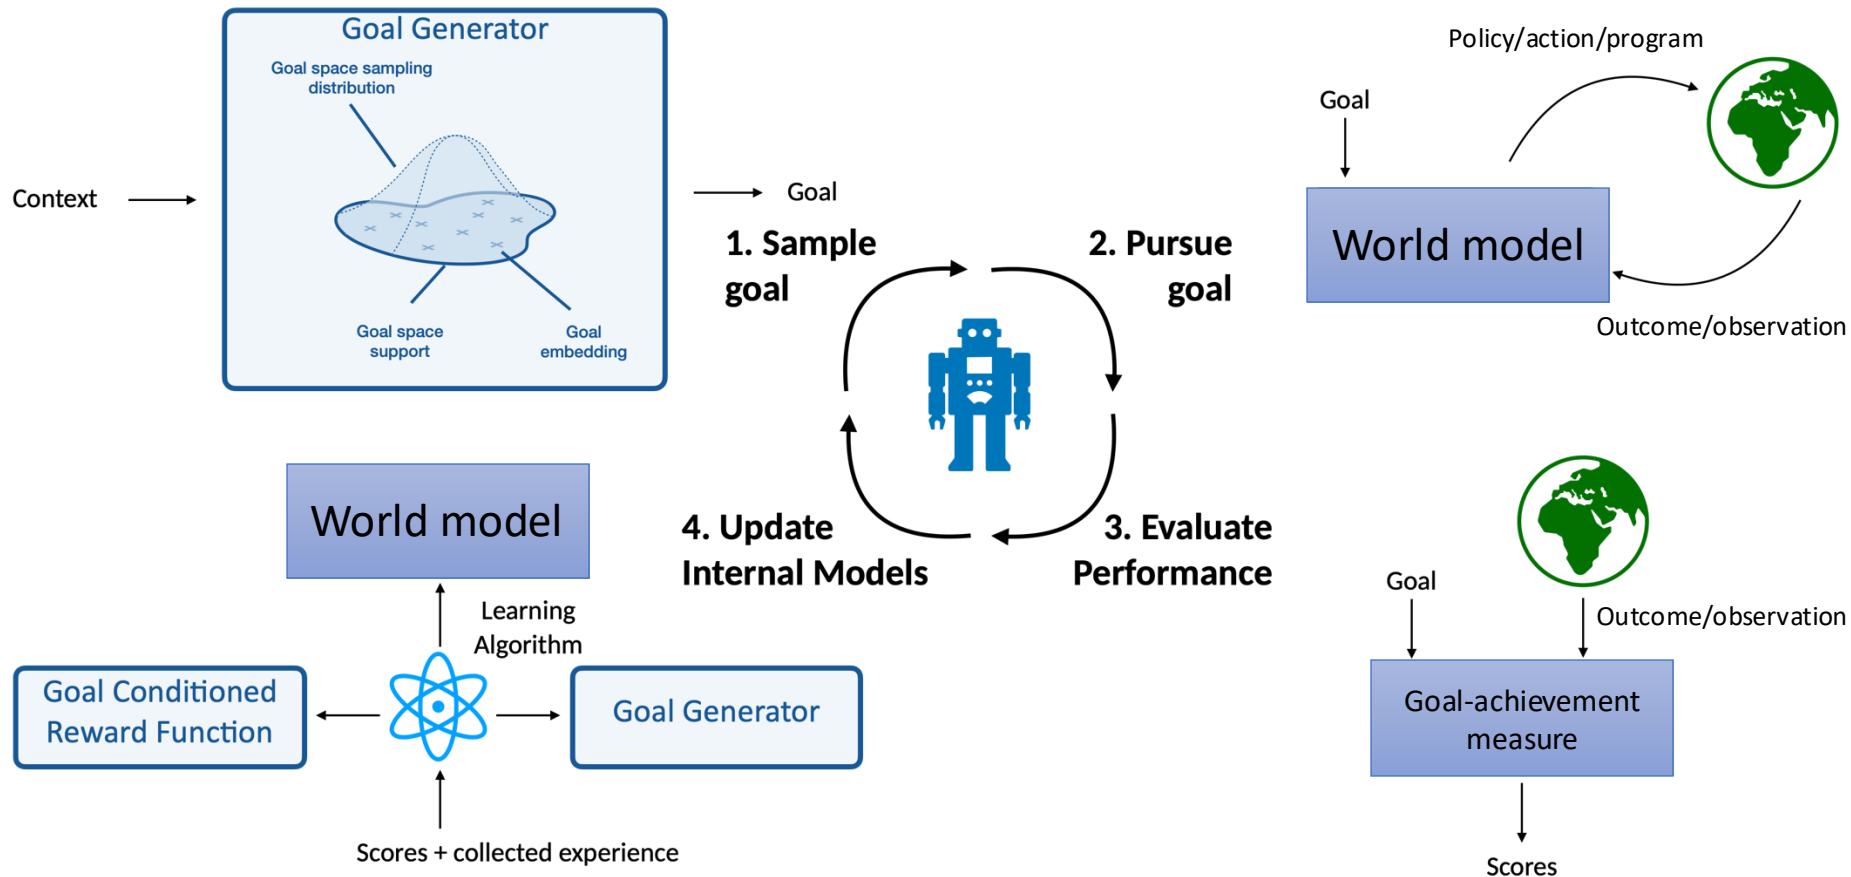 Goal Generator
Goal space sampling
distribution
Goal space
support
Goal
embedding
Context
Goal
1. Sample
goal
2. Pursue
goal
Policy/action/program
Goal
World model
Outcome/observation
3. Evaluate
Performance
Goal
Outcome/observation
Goal-achievement
measure
Scores
4. Update
Internal Models
World model
Learning
Algorithm
Goal Conditioned
Reward Function
Goal Generator
Scores + collected experience